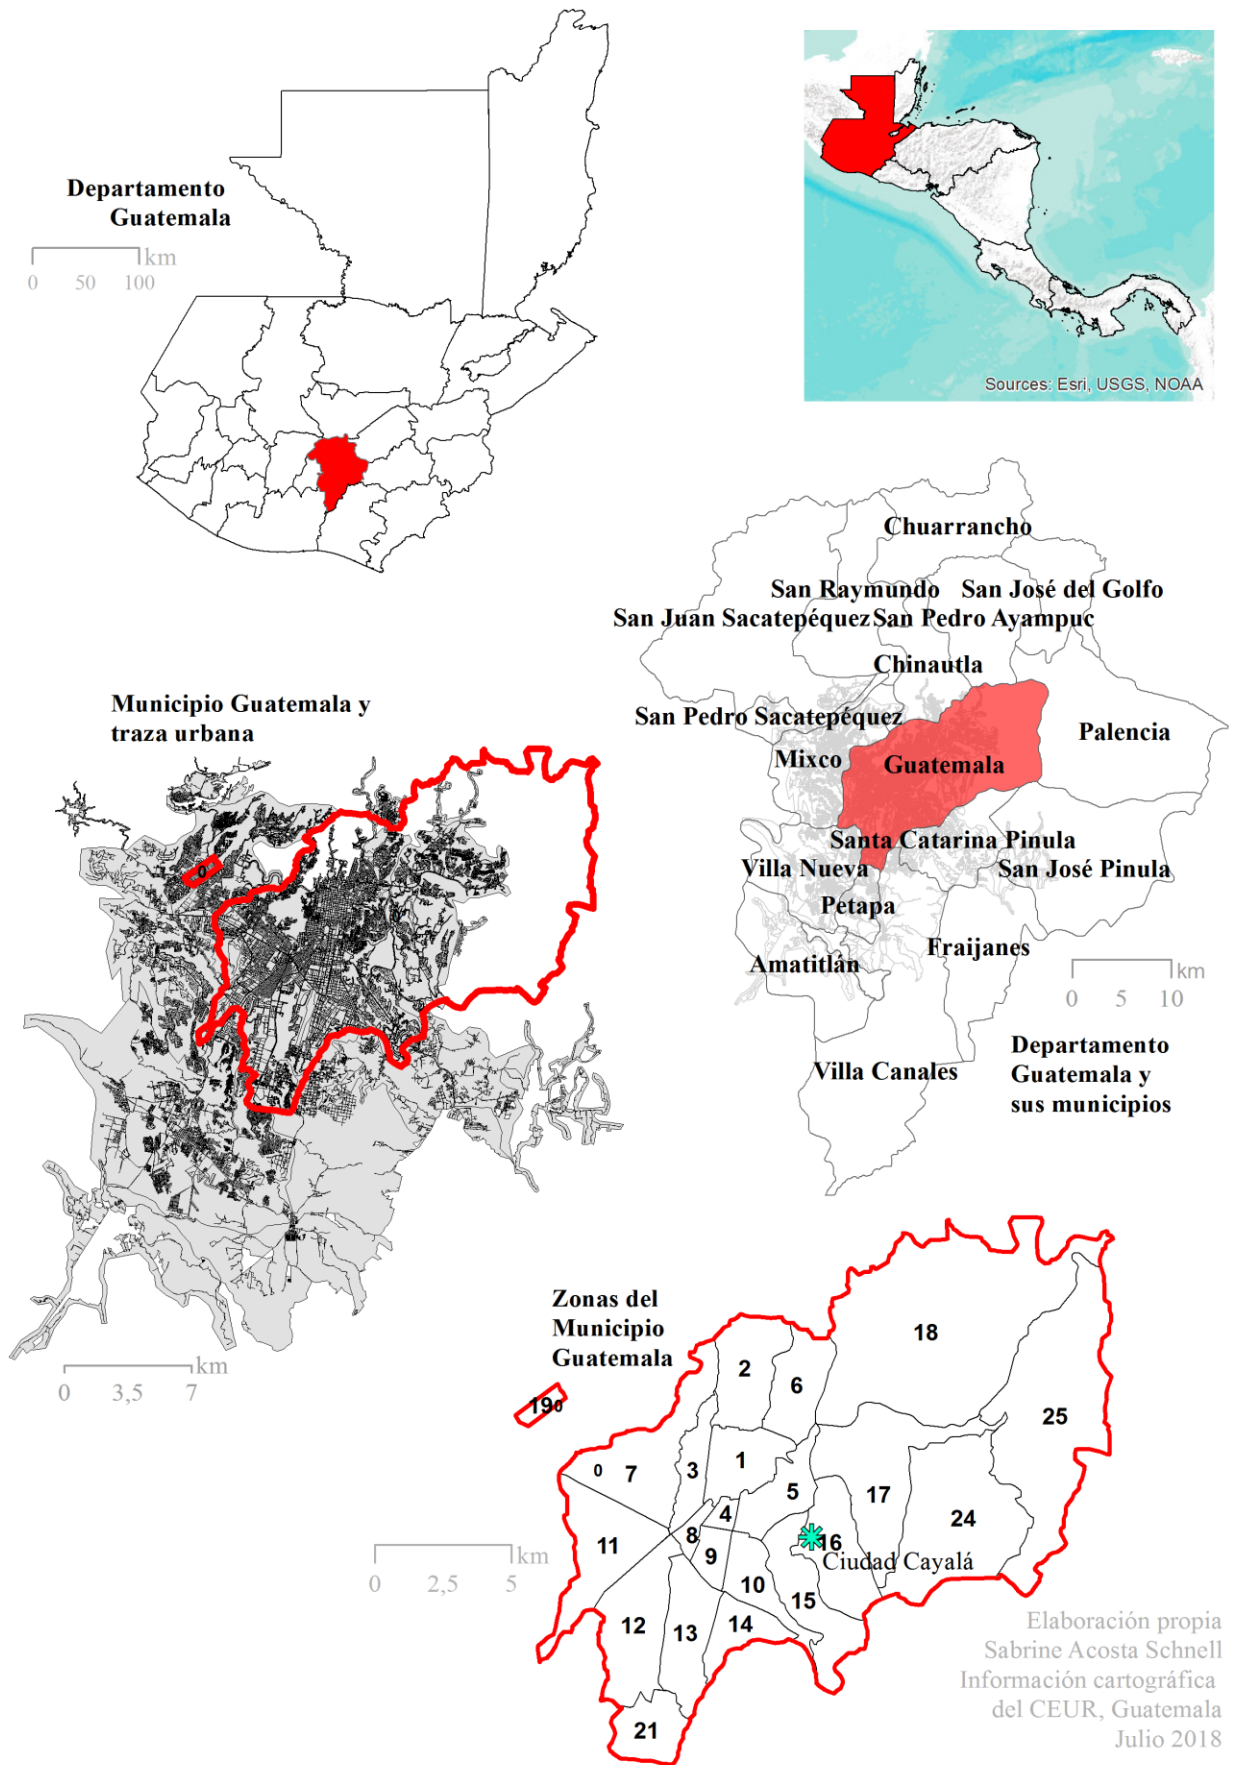 Departamento
Guatemala
km
0 50 100
Sources: Esri, USGS, NOAA
Chuarrancho
San Raymundo San José del Golfo
San Juan Sacatepéquez San Pedro Ayampuc
Chinautla
San Pedro Sacatepéquez
Palencia
Mixco
Guatemala
Santa Catarina Pinula
Villa Nueva San José Pinula
Petapa
Fraijanes
Amatitlán
km
0 5 10
Villa Canales
Departamento
Guatemala y
sus municipios
Municipio Guatemala y
traza urbana
0
km
0 3,5 7
Zonas del
Municipio
Guatemala
18
2
6
190
25
1
3
0 7
5
17
4
24
8
16
11
9
Ciudad Cayalá
10
15
12
14
13
21
km
0 2,5 5
Elaboración propia
Sabrine Acosta Schnell
Información cartográfica
del CEUR, Guatemala
Julio 2018